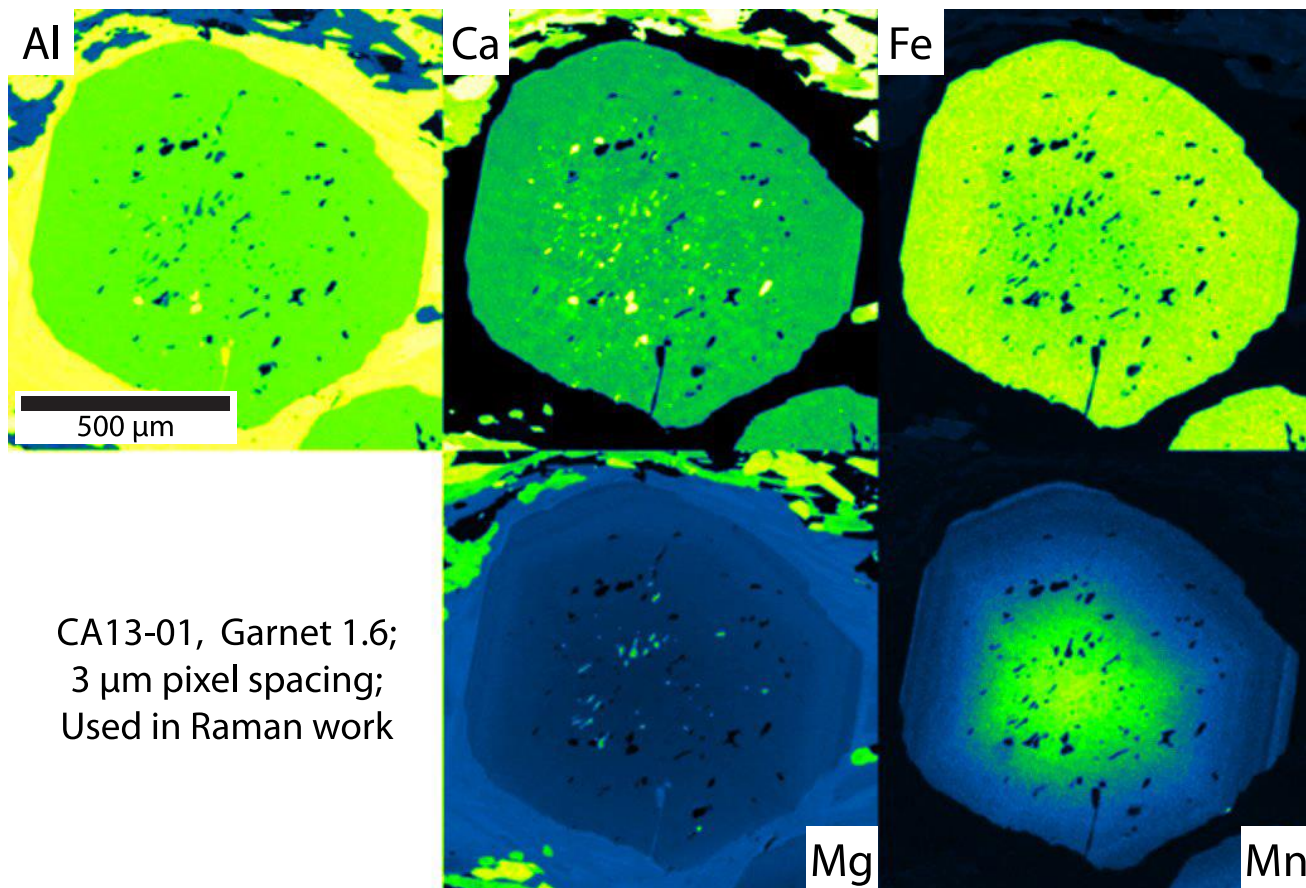 Al
Ca
Fe
500 µm
CA13-01, Garnet 1.6;
3 µm pixel spacing;
Used in Raman work
Mg
Mn